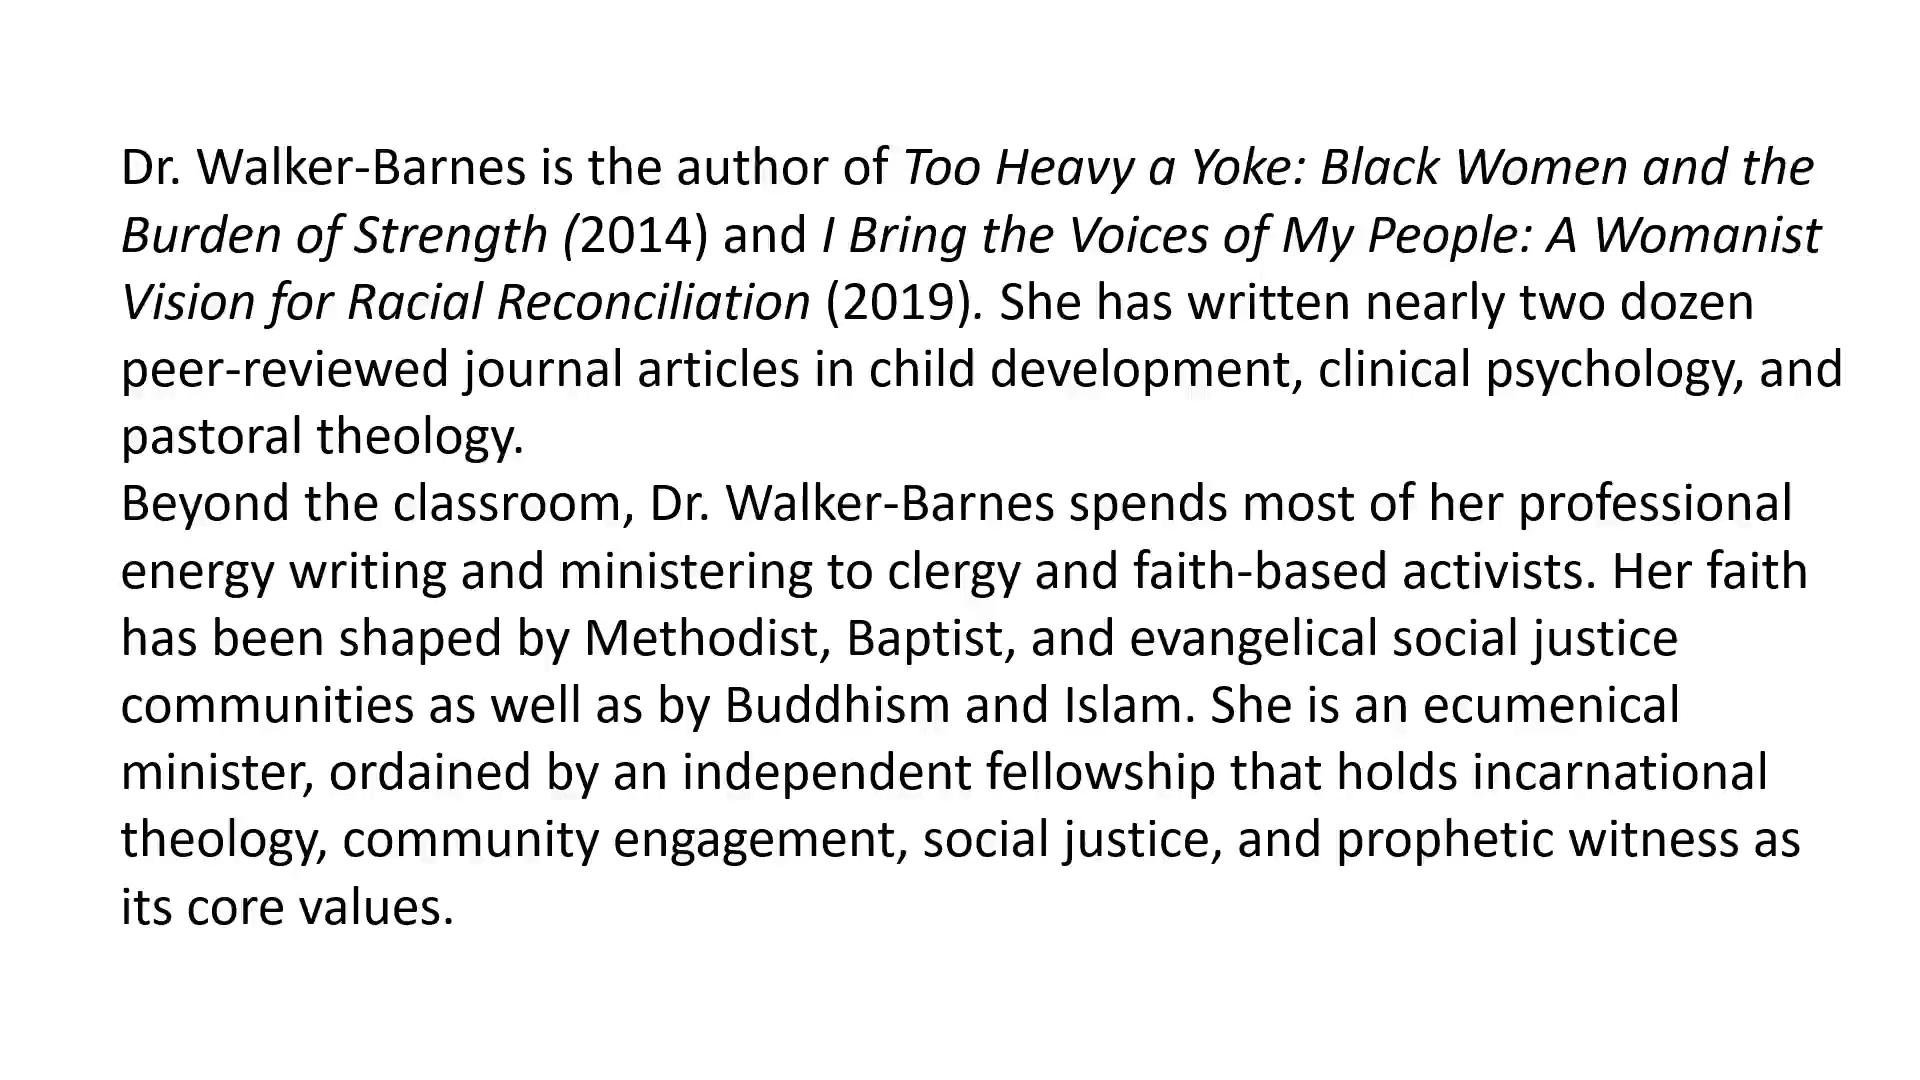 Dr. Walker-Barnes is the author of Too Heavy a Yoke: Black Women and the
Burden of Strength (2014) and I Bring the Voices of My People: A Womanist
Vision for Racial Reconciliation (2019). She has written nearly two dozen
peer-reviewed journal articles in child development, clinical psychology, and
pastoral theology.
Beyond the classroom, Dr. Walker-Barnes spends most of her professional
energy writing and ministering to clergy and faith-based activists. Her faith
has been shaped by Methodist, Baptist, and evangelical social justice
communities as well as by Buddhism and Islam. She is an ecumenical
minister, ordained by an independent fellowship that holds incarnational
theology, community engagement, social justice, and prophetic witness as
its core values.